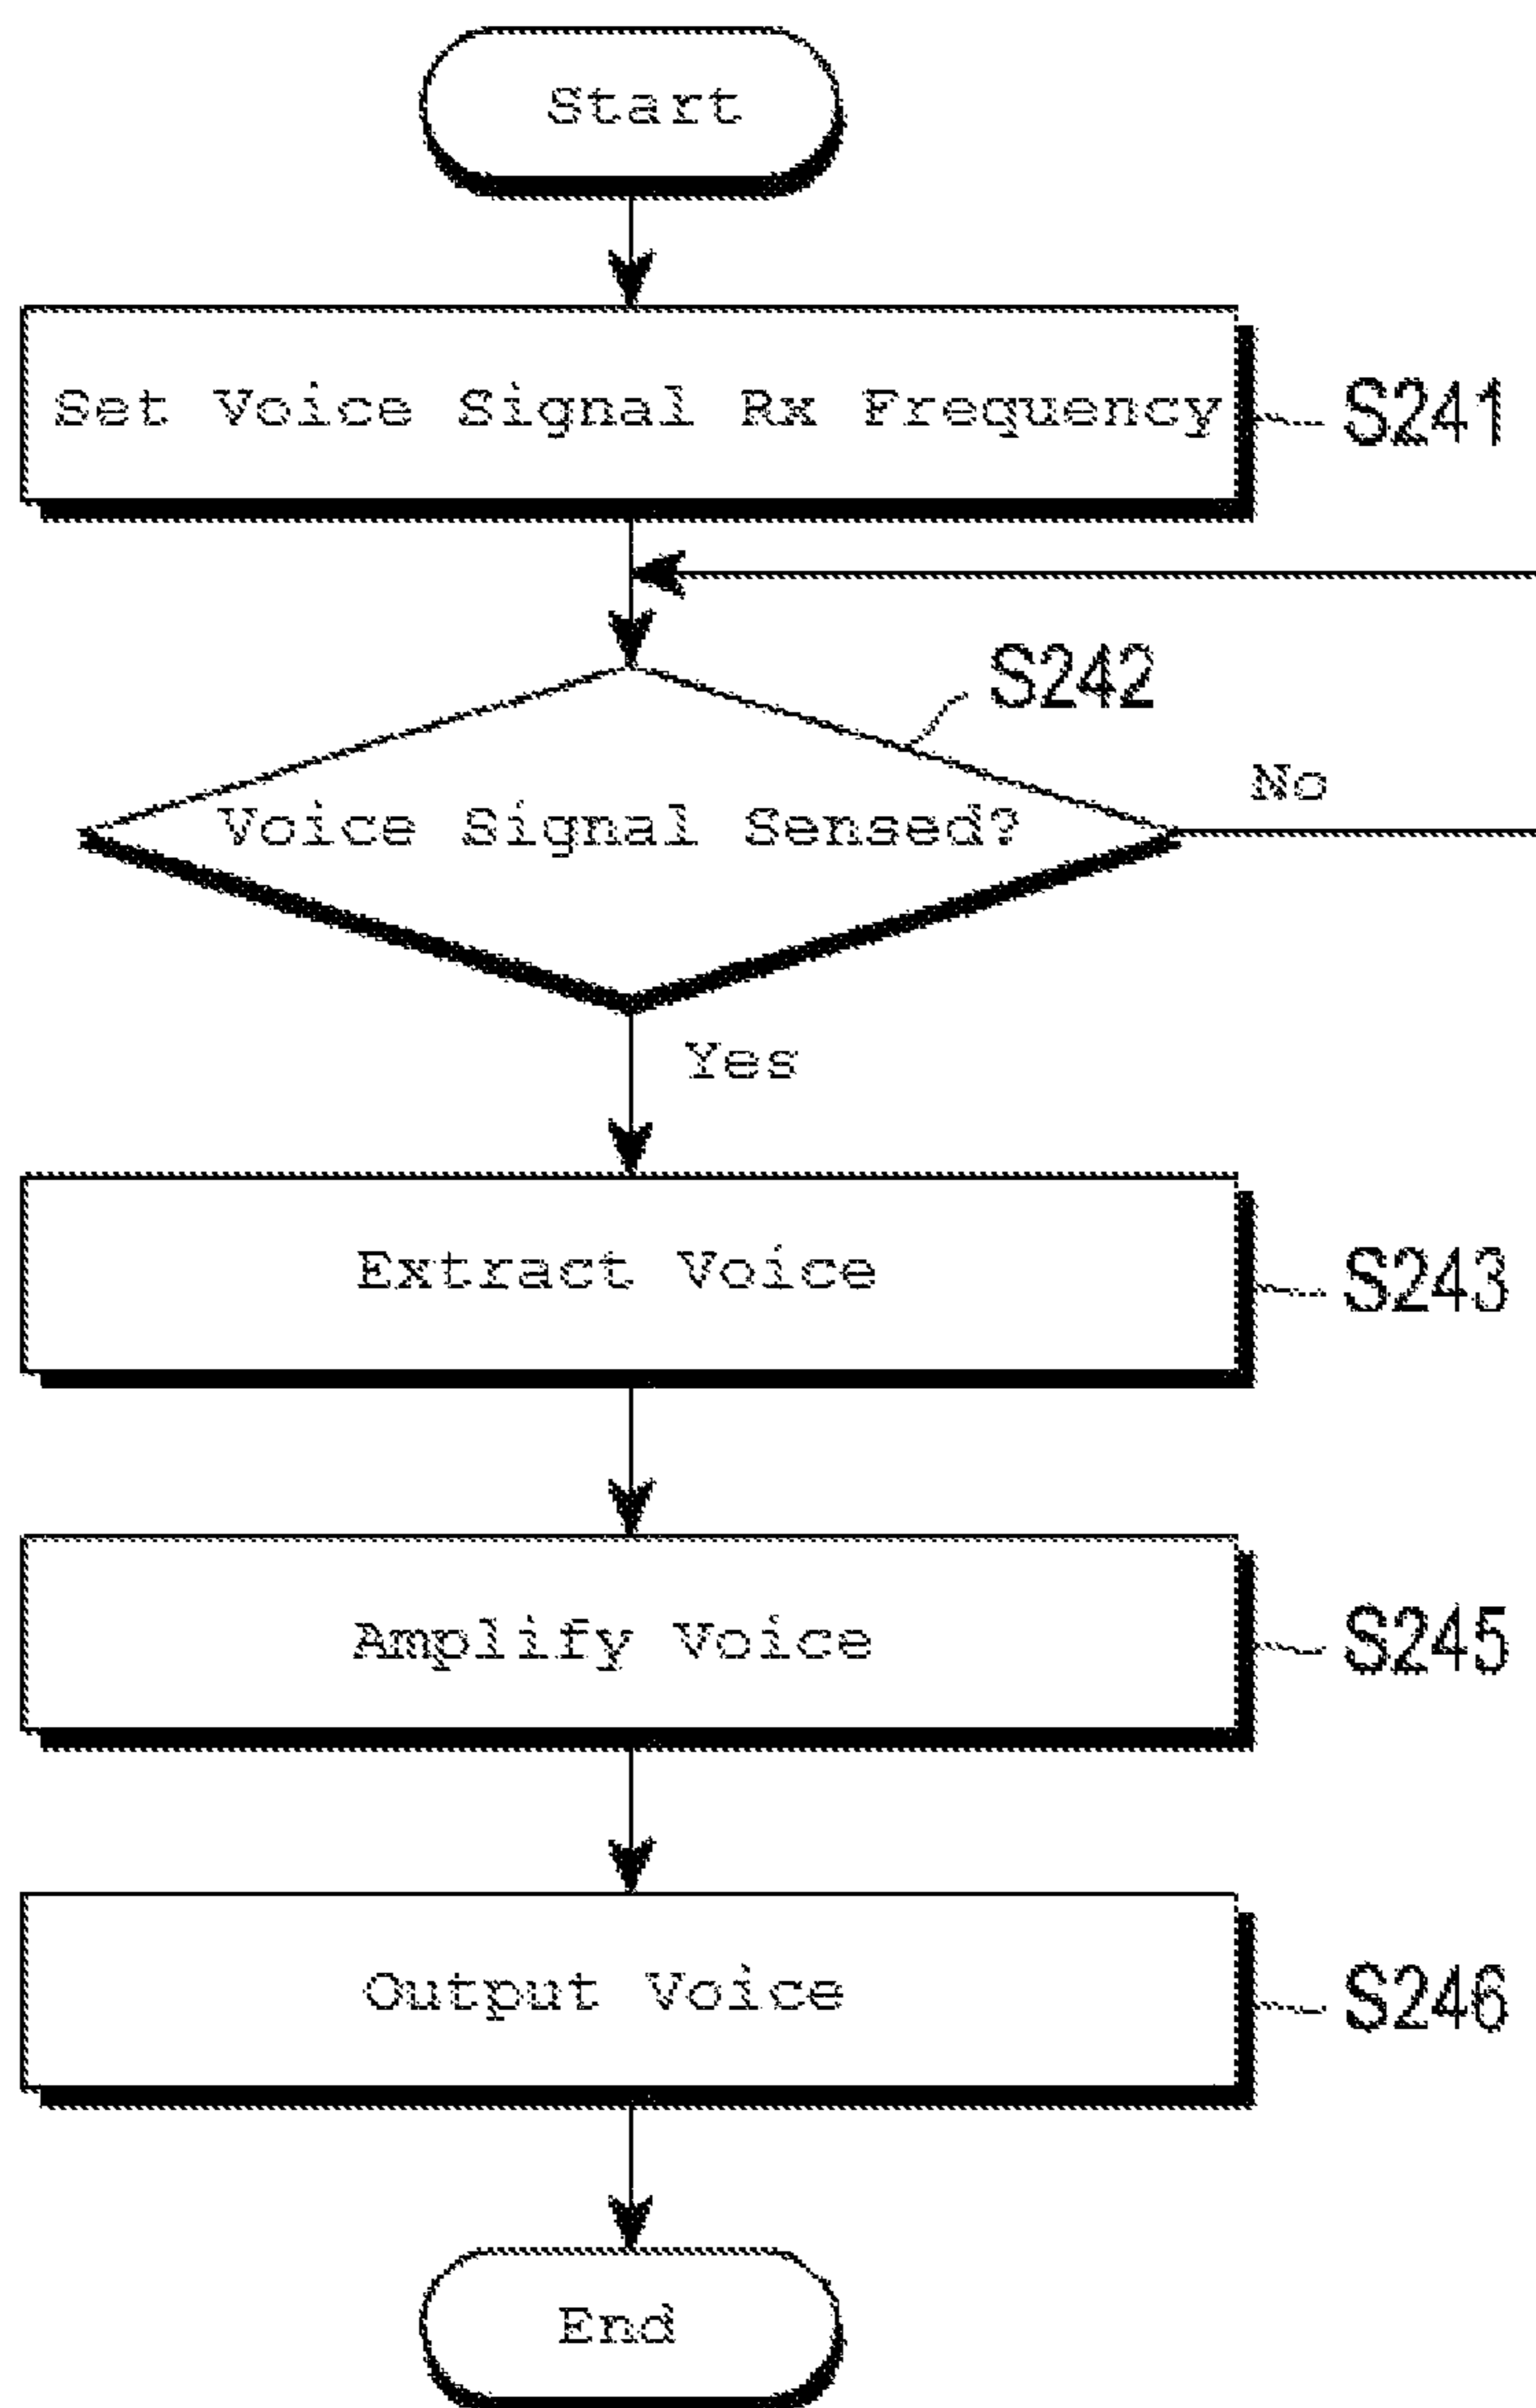 Start
Set Voice Signal Rx Frequency
S241
S242
No
Voice Signal Sensed?
Yes
Extract Voice
S243
Amplify Voice
S245
Output Voice
S246
End